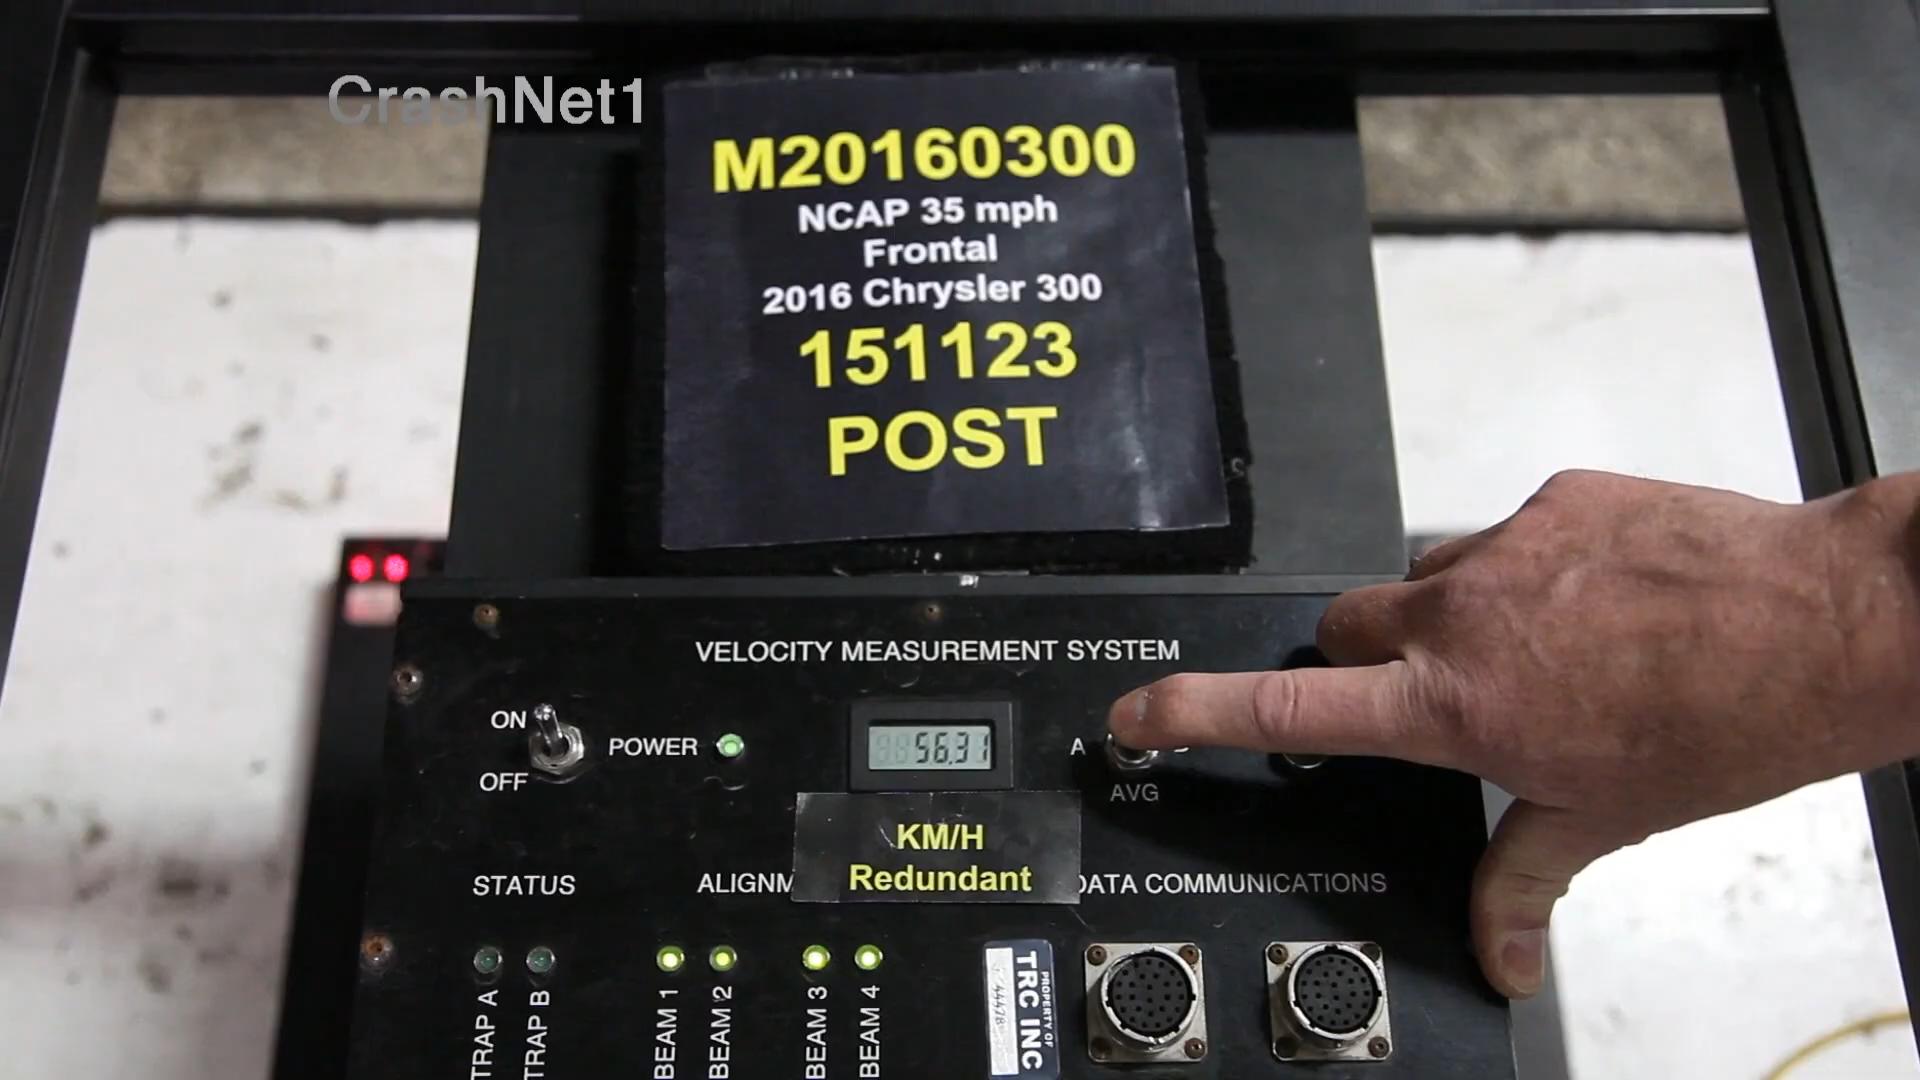 CrashNet1
M20160300
NCAP 35 mph
Frontal
2016 Chrysler 300
151123
POST
VELOCITY MEASUREMENT SYSTEM
ON
OFF
POWER
56.31
A
AVG
KM/H
Redundant
STATUS
ALIGNM
DATA COMMUNICATIONS
TRAP A
TRAP B
BEAM 1
BEAM 2
BEAM 3
BEAM 4
PROPERTY OF
TRC INC